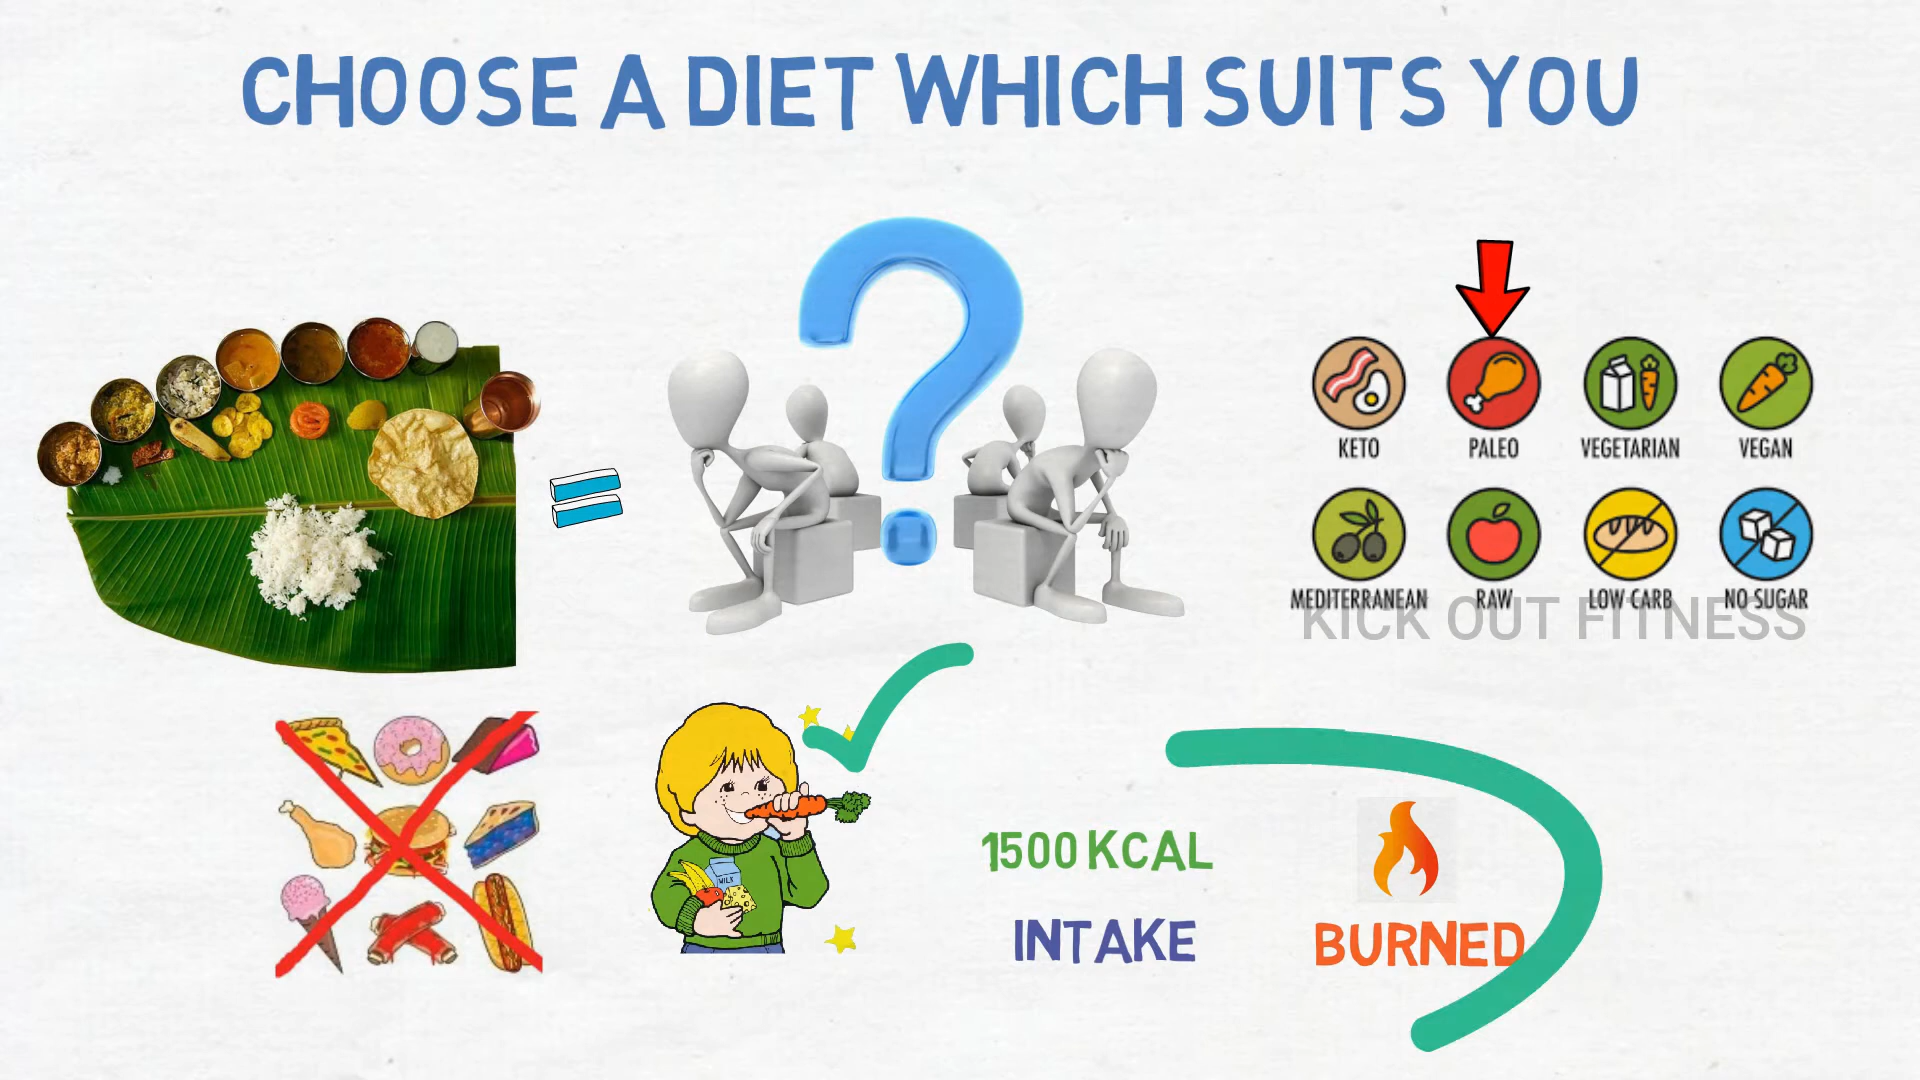 CHOOSE A DIET WHICH SUITS YOU
KETO
PALEO
VEGETARIAN
VEGAN
MEDITERRANEAN
RAW
LOW CARB
NO SUGAR
KICK OUT FITNESS
MILK
1500 KCAL
INTAKE
BURNED